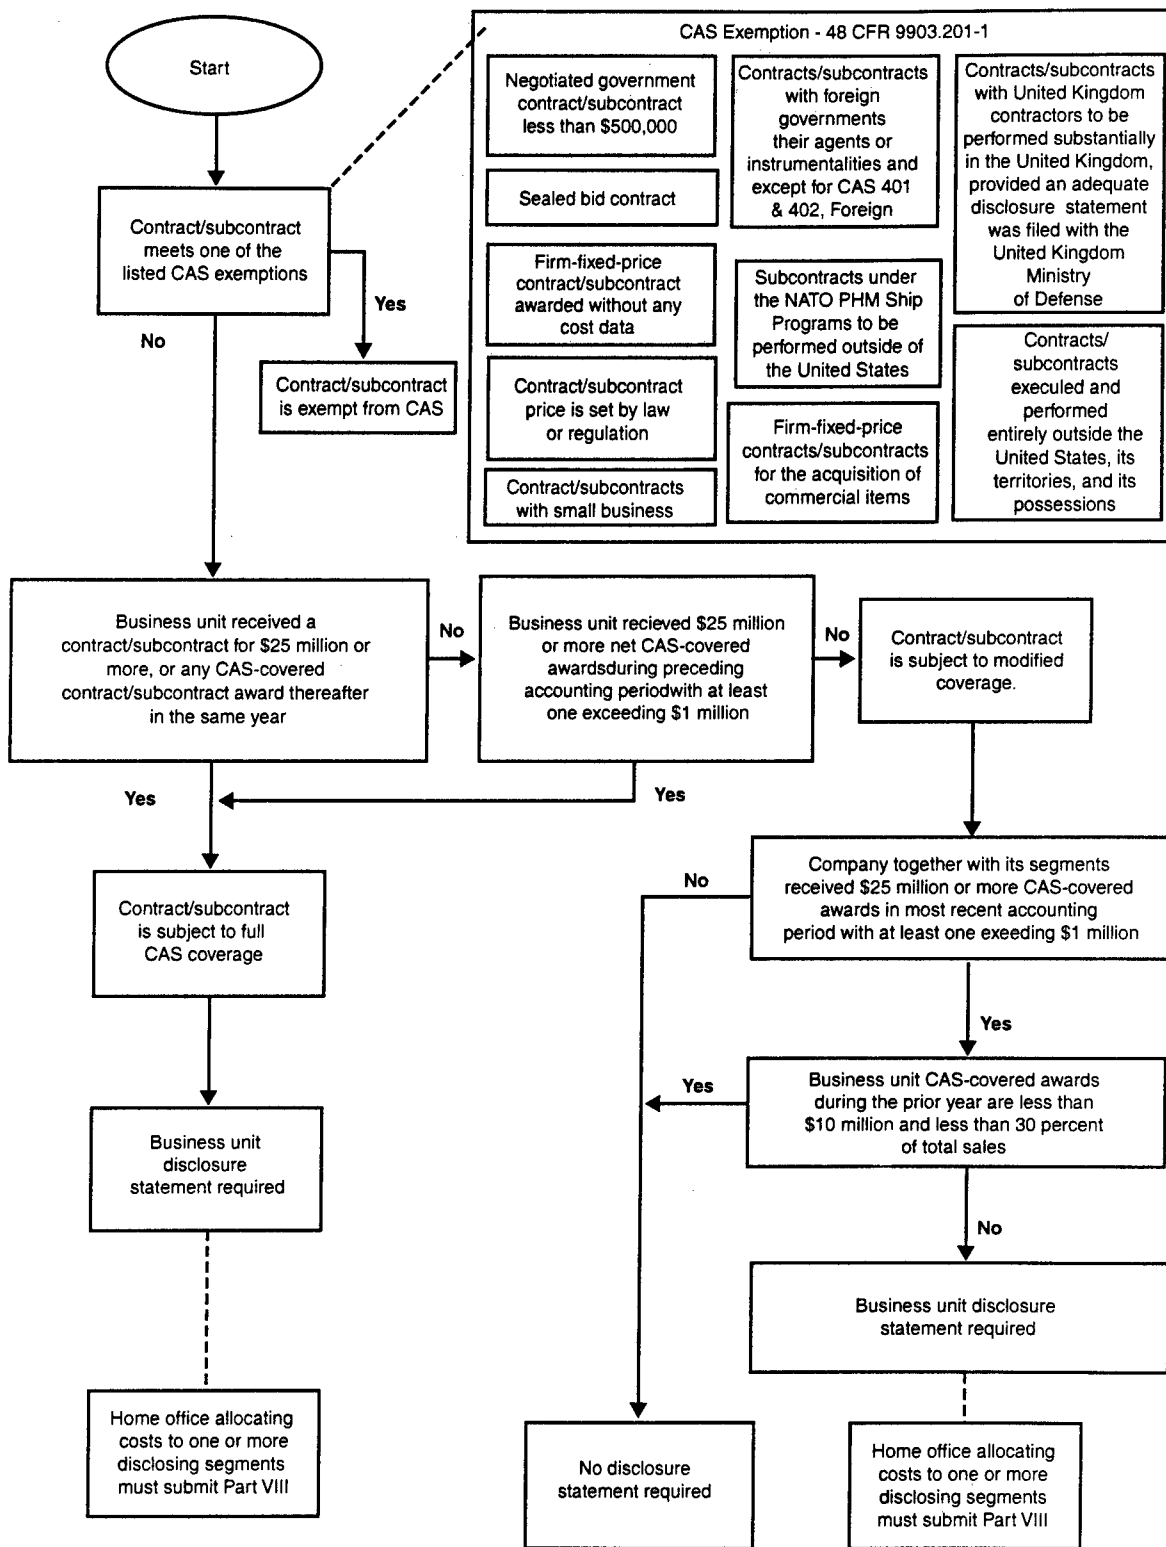 Start
CAS Exemption - 48 CFR 9903.201-1
Negotiated government
contract/subcontract
less than $500,000
Sealed bid contract
Firm-fixed-price
contract/subcontract
awarded without any
cost data
Contract/subcontract
price is set by law
or regulation
Contract/subcontracts
with small business
Contracts/subcontracts
with foreign
governments
their agents or
instrumentalities and
except for CAS 401
& 402, Foreign
Subcontracts under
the NATO PHM Ship
Programs to be
performed outside of
the United States
Firm-fixed-price
contracts/subcontracts
for the acquisition of
commercial items
Contracts/subcontracts
with United Kingdom
contractors to be
performed substantially
in the United Kingdom,
provided an adequate
disclosure statement
was filed with the
United Kingdom
Ministry
of Defense
Contracts/
subcontracts
executed and
performed
entirely outside the
United States, its
territories, and its
possessions
Contract/subcontract
meets one of the
listed CAS exemptions
Yes
No
Contract/subcontract
is exempt from CAS
Business unit received a
contract/subcontract for $25 million or
more, or any CAS-covered
contract/subcontract award thereafter
in the same year
No
Business unit recieved $25 million
or more net CAS-covered
awardsduring preceding
accounting periodwith at least
one exceeding $1 million
No
Contract/subcontract
is subject to modified
coverage.
Yes
Yes
Contract/subcontract
is subject to full
CAS coverage
No
Company together with its segments
received $25 million or more CAS-covered
awards in most recent accounting
period with at least one exeeding $1 million
Yes
Yes
Business unit CAS-covered awards
during the prior year are less than
$10 million and less than 30 percent
of total sales
Business unit
disclosure
statement required
No
Business unit disclosure
statement required
Home office allocating
costs to one or more
disclosing segments
must submit Part VIII
No disclosure
statement required
Home office allocating
costs to one or more
disclosing segments
must submit Part VIII